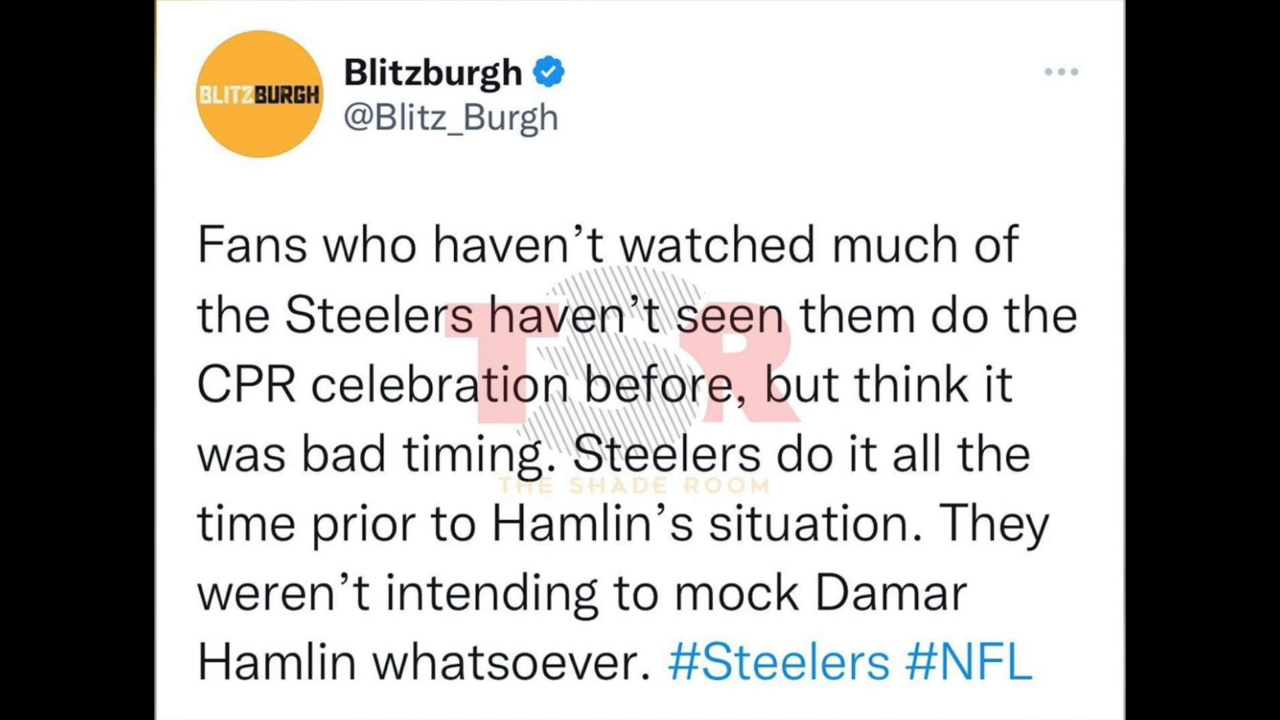 BLITZBURGH
Blitzburgh
@Blitz_Burgh
Fans who haven’t watched much of
the Steelers haven’t seen them do the
CPR celebration before, but think it
was bad timing. Steelers do it all the
time prior to Hamlin’s situation. They
weren’t intending to mock Damar
Hamlin whatsoever. #Steelers #NFL
TSR
THE SHADE ROOM